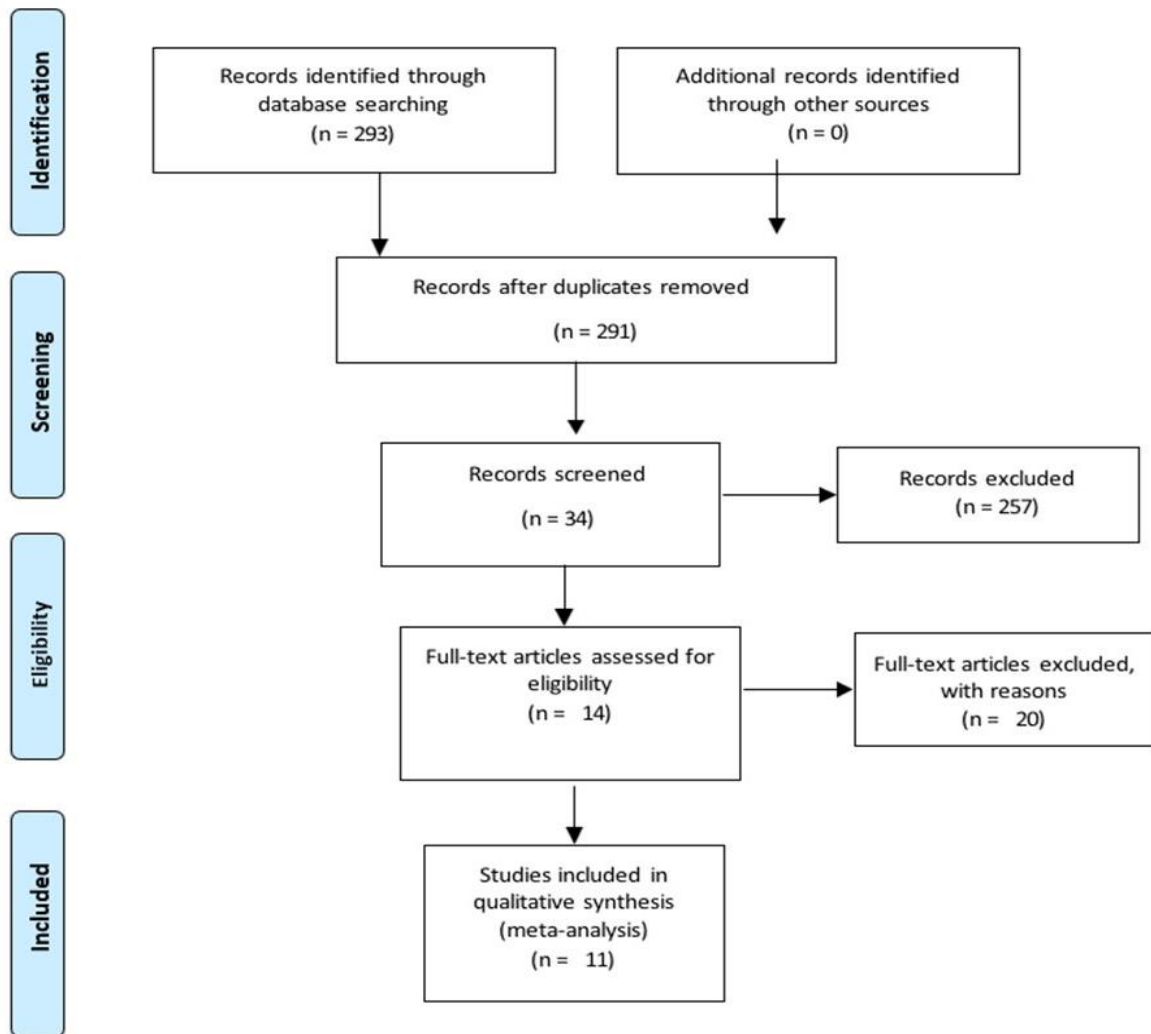 Identification
Records identified through
database searching
(n = 293)
Additional records identified
through other sources
(n = 0)
Screening
Records after duplicates removed
(n = 291)
Records screened
(n = 34)
Records excluded
(n = 257)
Eligibility
Full-text articles assessed for
eligibility
(n = 14)
Full-text articles excluded,
with reasons
(n = 20)
Included
Studies included in
qualitative synthesis
(meta-analysis)
(n = 11)